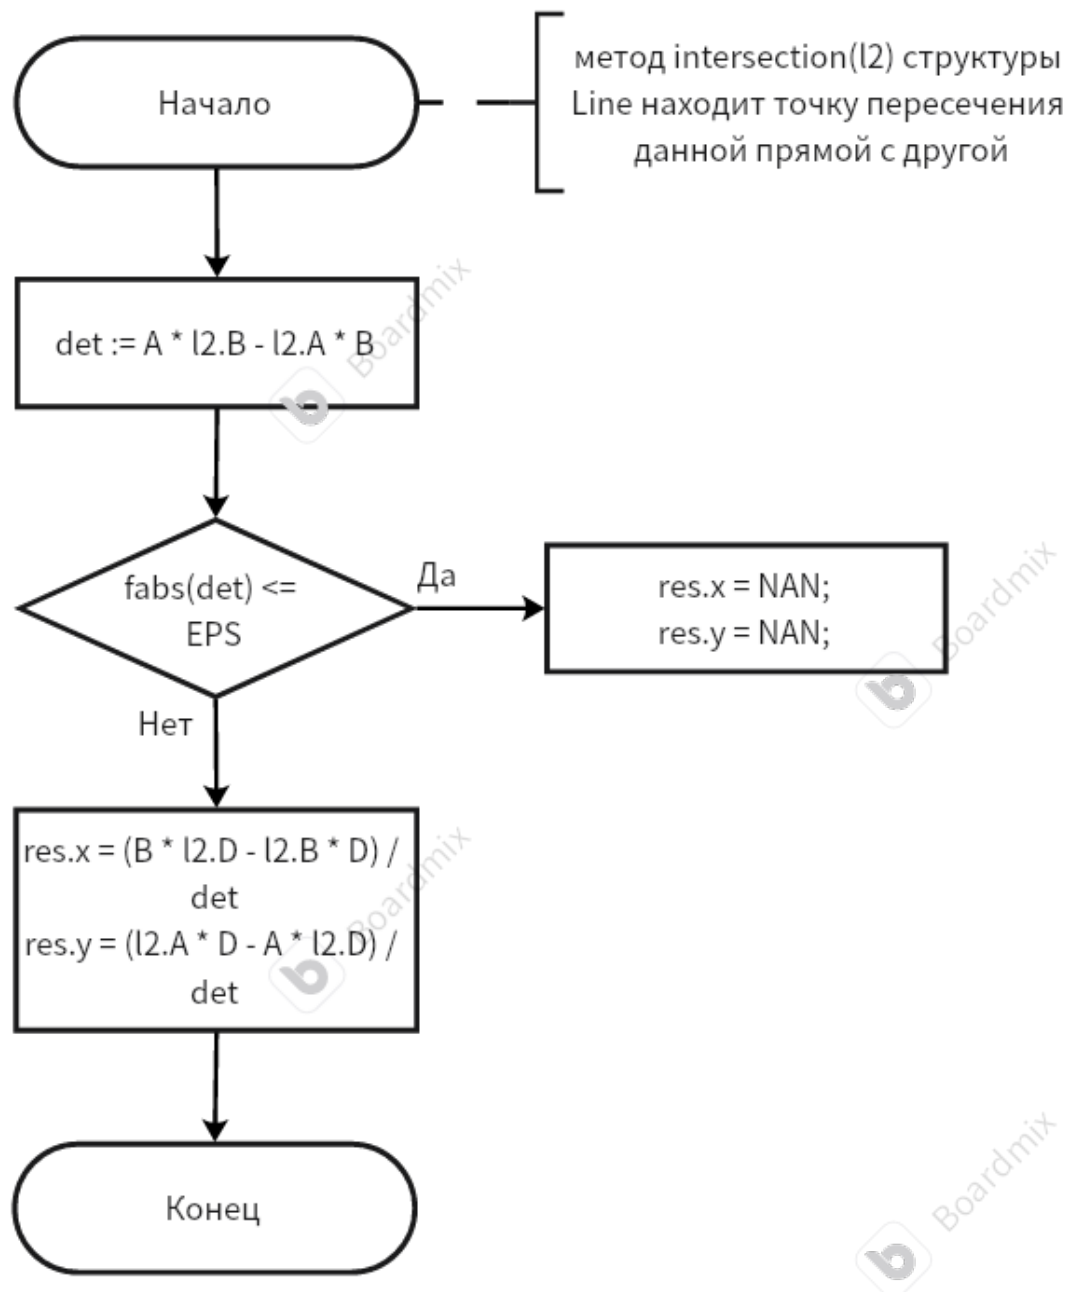 Начало
метод intersection(l2) структуры
Line находит точку пересечения
данной прямой с другой
det := A * l2.B - l2.A * B
Boardmix
fabs(det) <=
EPS
Да
res.x = NAN;
res.y = NAN;
Boardmix
Нет
res.x = (B * l2.D - l2.B * D) /
det
res.y = (l2.A * D - A * l2.D) /
det
Boardmix
Конец
Boardmix